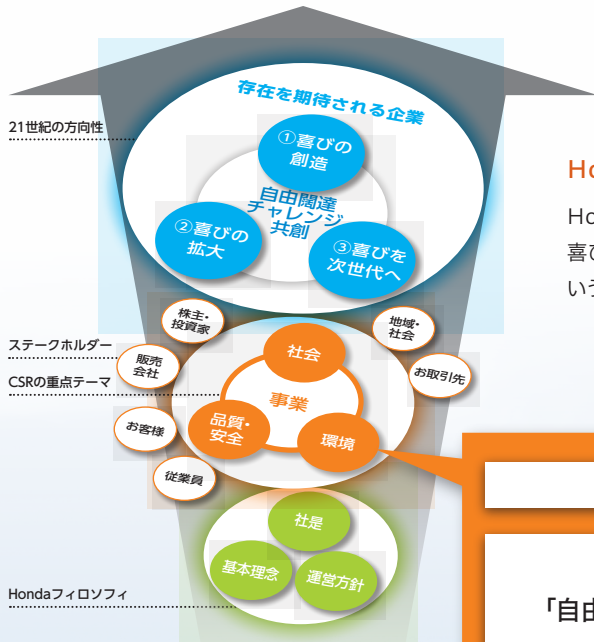 存在を期待される企業
21世紀の方向性
①喜びの
創造
自由闊達
チャレンジ
共創
②喜びの
拡大
③喜びを
次世代へ
Ho
Ho
喜び
いう
株主・
投資家
地域・
社会
ステークホルダー
販売
会社
社会
お取引先
CSRの重点テーマ
事業
お客様
品質・
安全
環境
従業員
社是
基本理念
運営方針
Hondaフィロソフィ
「自由